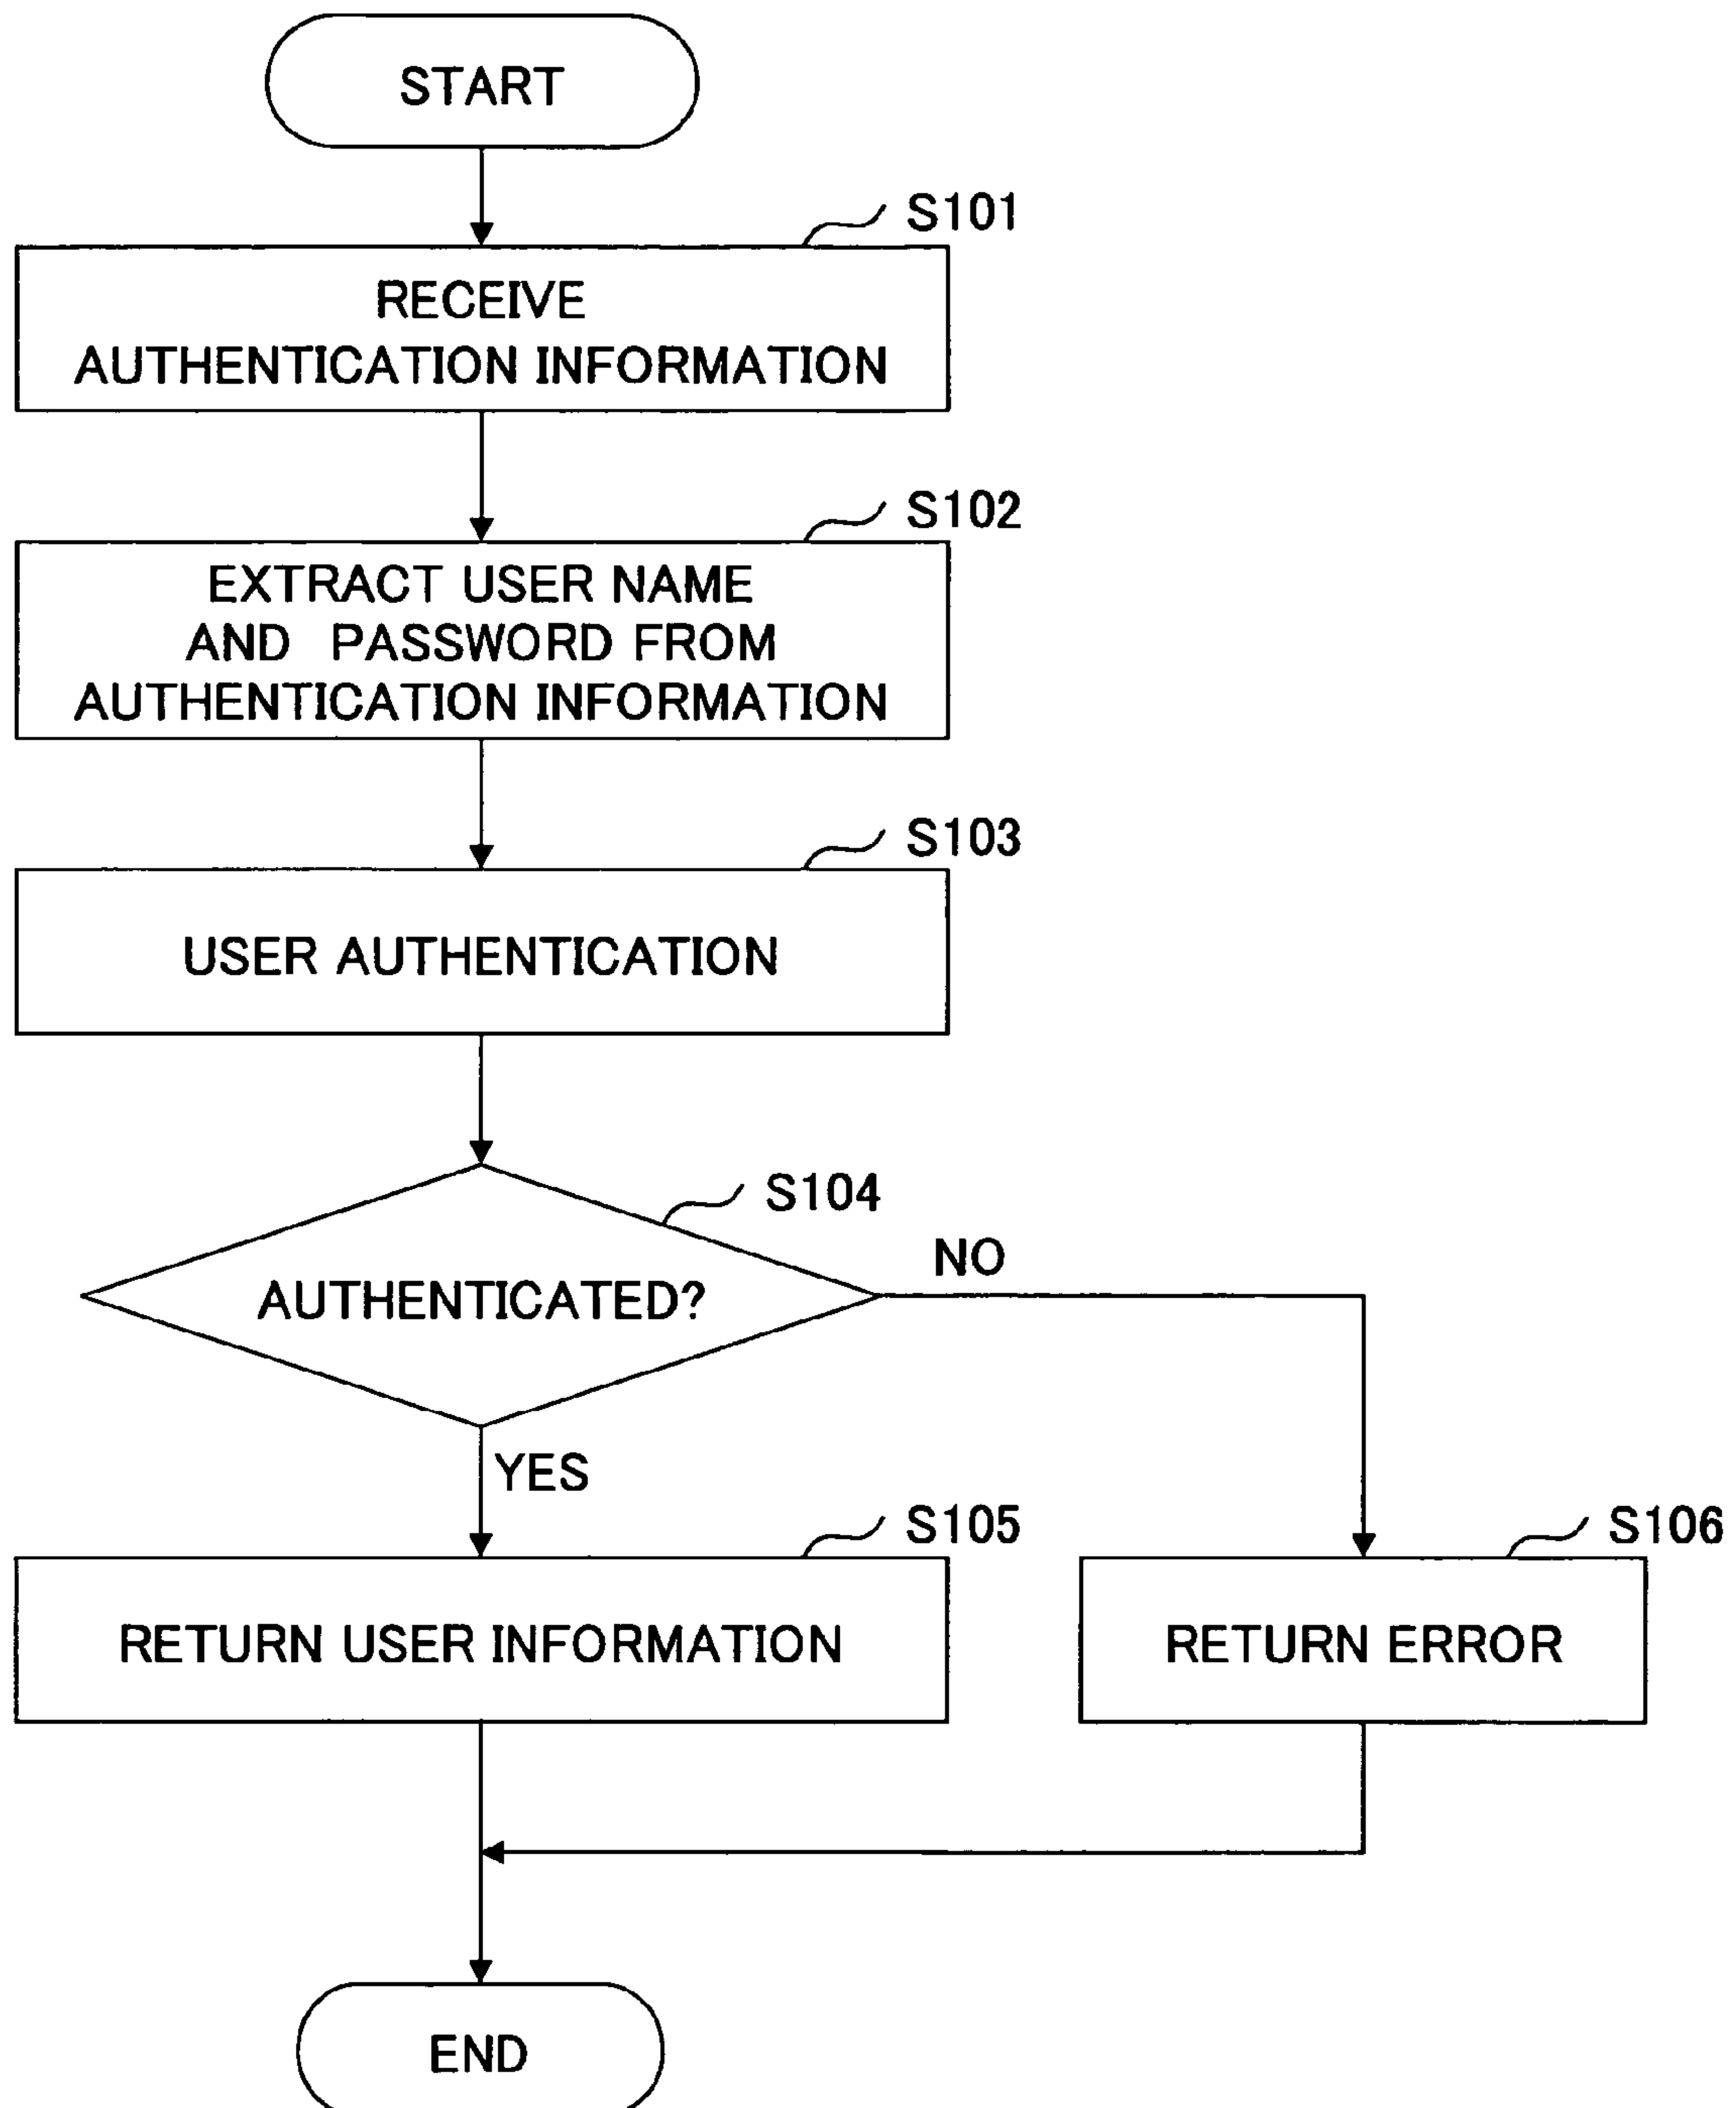 START
S101
RECEIVE
AUTHENTICATION INFORMATION
S102
EXTRACT USER NAME
AND PASSWORD FROM
AUTHENTICATION INFORMATION
S103
USER AUTHENTICATION
S104
AUTHENTICATED?
NO
YES
S105
RETURN USER INFORMATION
S106
RETURN ERROR
END